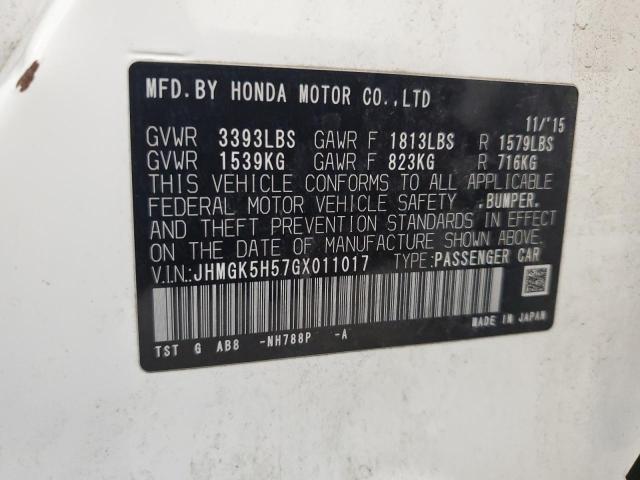 MFD.BY HONDA MOTOR CO.,LTD
11/'15
GVWR 3393LBS GAWR F 1813LBS R 1579LBS
GVWR 1539KG GAWR F 823KG R 716KG
THIS VEHICLE CONFORMS TO ALL APPLICABLE
FEDERAL MOTOR VEHICLE SAFETY ,BUMPER,
AND THEFT PREVENTION STANDARDS IN EFFECT
ON THE DATE OF MANUFACTURE SHOWN ABOVE.
V.IN.:JHMGK5H57GX011017 TYPE:PASSENGER CAR
TST G AB8 -NH788P -A
MADE IN JAPAN